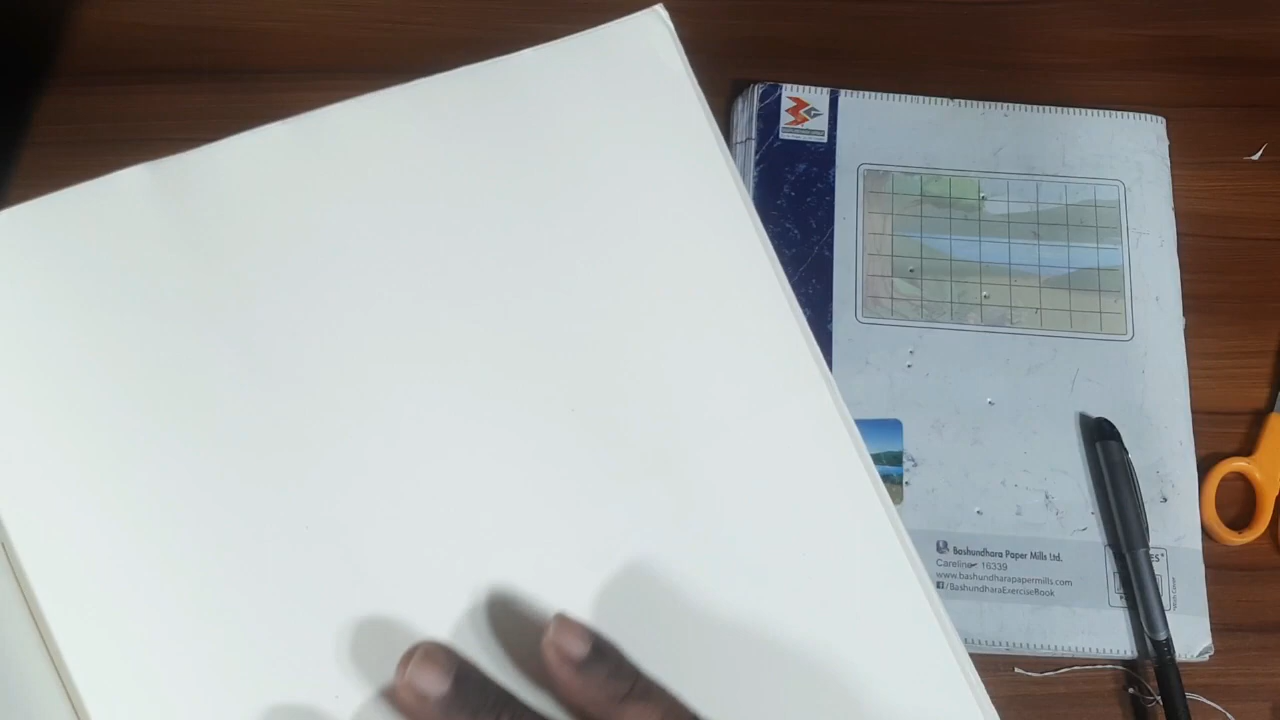 Bashundhara Paper Mills Ltd.
Careline 16339
www.bashundharapapermills.com
/BashundharaExerciseBook